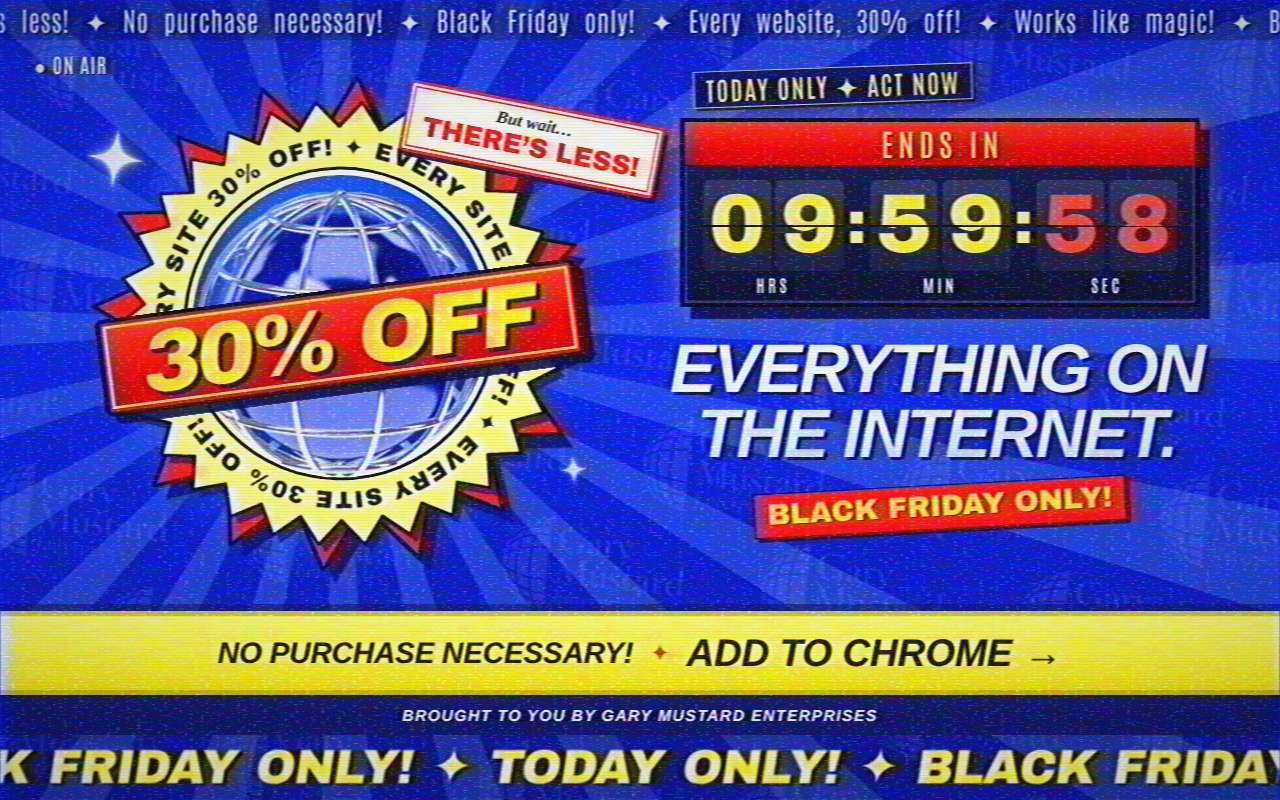 less! ✦ No purchase necessary! ✦ Black Friday only! ✦ Every website, 30% off! ✦ Works like magic! ✦
● ON AIR
TODAY ONLY ✦ ACT NOW
But wait...
THERE'S LESS!
ENDS IN
09:59:58
HRS MIN SEC
SITE 30% OFF! ✦ EVERY SITE
30% OFF
✦ EVERY SITE 30% OFF!
EVERYTHING ON
THE INTERNET.
BLACK FRIDAY ONLY!
Gary
Mustard
NO PURCHASE NECESSARY! ✦ ADD TO CHROME →
BROUGHT TO YOU BY GARY MUSTARD ENTERPRISES
K FRIDAY ONLY! ✦ TODAY ONLY! ✦ BLACK FRIDAY